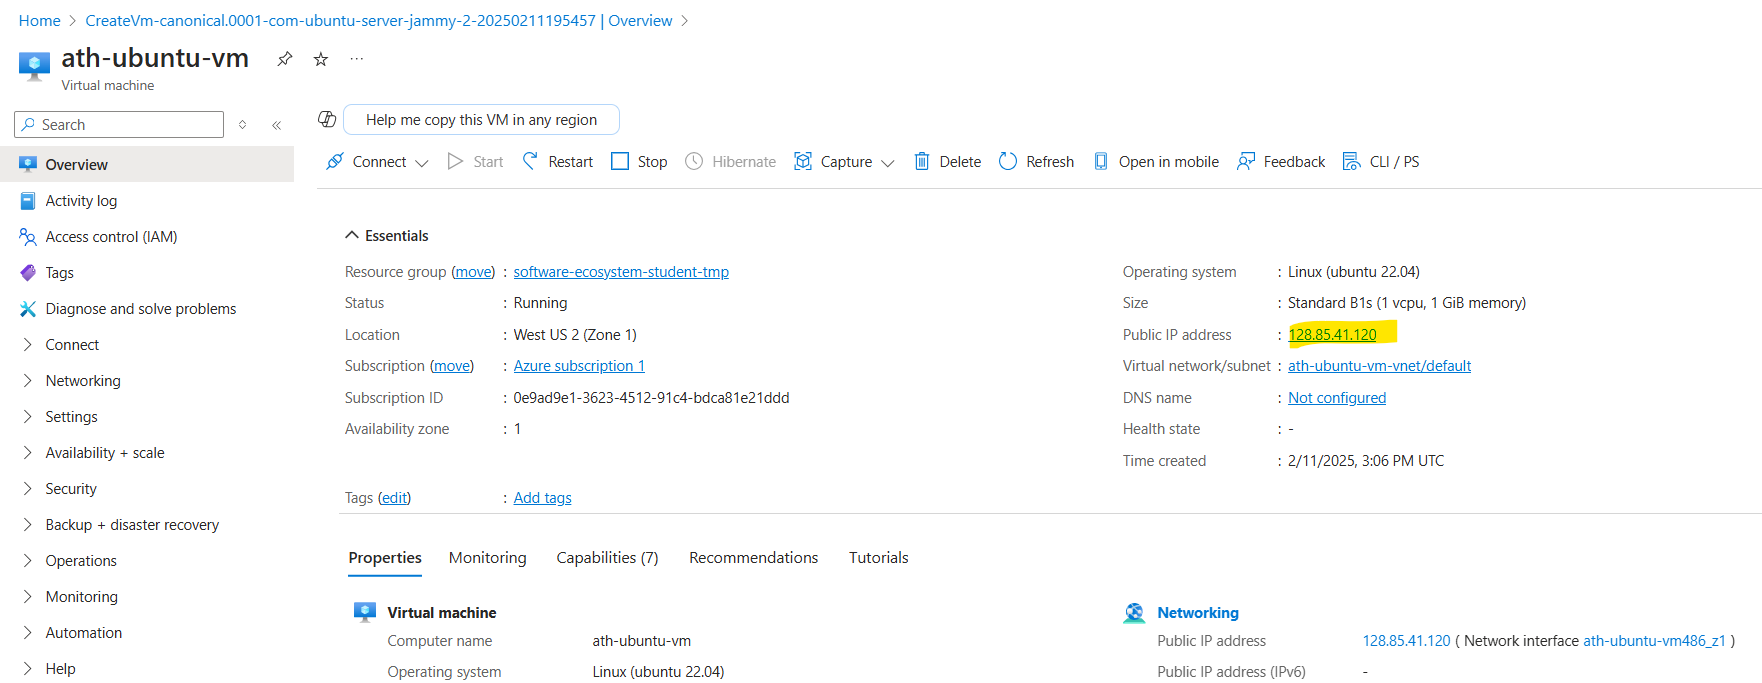 Home > CreateVm-canonical.0001-com-ubuntu-server-jammy-2-20250211195457 | Overview >
ath-ubuntu-vm
Virtual machine
Search
Help me copy this VM in any region
Connect Start Restart Stop Hibernate Capture Delete Refresh Open in mobile Feedback CLI / PS
Overview
Activity log
Access control (IAM)
Tags
Diagnose and solve problems
Connect
Networking
Settings
Availability + scale
Security
Backup + disaster recovery
Operations
Monitoring
Automation
Help
Essentials
Resource group (move) : software-ecosystem-student-tmp
Status : Running
Location : West US 2 (Zone 1)
Subscription (move) : Azure subscription 1
Subscription ID : 0e9ad9e1-3623-4512-91c4-bdca81e21ddd
Availability zone : 1
Operating system : Linux (ubuntu 22.04)
Size : Standard B1s (1 vcpu, 1 GiB memory)
Public IP address : 128.85.41.120
Virtual network/subnet : ath-ubuntu-vm-vnet/default
DNS name : Not configured
Health state : -
Time created : 2/11/2025, 3:06 PM UTC
Tags (edit) : Add tags
Properties Monitoring Capabilities (7) Recommendations Tutorials
Virtual machine
Computer name ath-ubuntu-vm
Operating system Linux (ubuntu 22.04)
Networking
Public IP address 128.85.41.120 ( Network interface ath-ubuntu-vm486_z1 )
Public IP address (IPv6) -